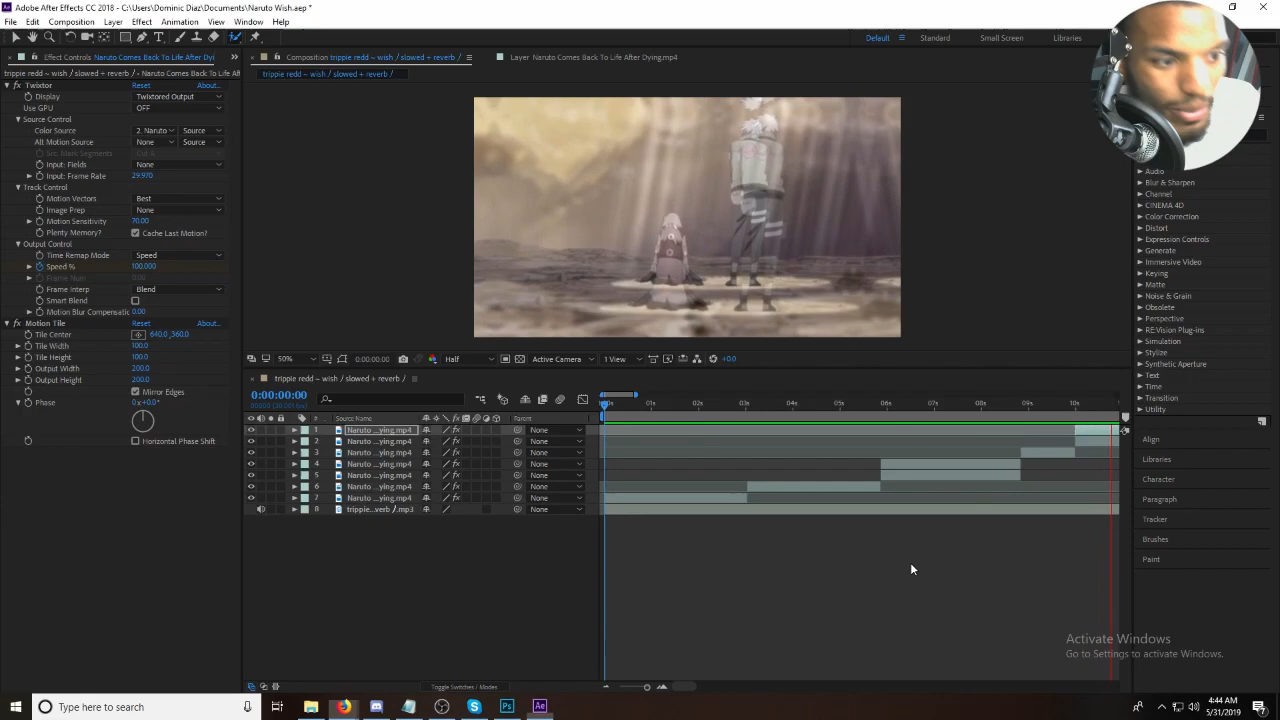 Adobe After Effects CC 2018 - C:\Users\Dominic Diaz\Documents\Naruto Wish.aep *
File Edit Composition Layer Effect Animation View Window Help
Default Standard Small Screen Libraries
Effect Controls Naruto Comes Back To Life After Dyi
Composition trippie redd ~ wish / slowed + reverb /
Layer Naruto Comes Back To Life After Dying.mp4
trippie redd ~ wish / slowed + reverb / • Naruto Comes Back To Life Af
trippie redd ~ wish / slowed + reverb /
Twixtor Reset About...
Display Twixtored Output
Use GPU OFF
Source Control
Color Source 2. Naruto Source
Alt Motion Source None Source
Input: Fields None
Input: Frame Rate 29.970
Track Control
Motion Vectors Best
Image Prep None
Motion Sensitivity 70.00
Plenty Memory? Cache Last Motion?
Output Control
Time Remap Mode Speed
Speed % 100.000
Frame Num 0.00
Frame Interp Blend
Smart Blend
Motion Blur Compensatic 0.00
Motion Tile Reset About...
Tile Center 640.0,360.0
Tile Width 100.0
Tile Height 100.0
Output Width 200.0
Output Height 200.0
Mirror Edges
Phase 0x+0.0°
Horizontal Phase Shift
Audio
Blur & Sharpen
Channel
CINEMA 4D
Color Correction
Distort
Expression Controls
Generate
Immersive Video
Keying
Matte
Noise & Grain
Obsolete
Perspective
RE:Vision Plug-ins
Simulation
Stylize
Synthetic Aperture
Text
Time
Transition
Utility
Align
Libraries
Character
Paragraph
Tracker
Brushes
Paint
50% 0:00:00:00 Half Active Camera 1 View +0.0
trippie redd ~ wish / slowed + reverb /
0:00:00:00
# Source Name Parent
01s 02s 03s 04s 05s 06s 07s 08s 09s 10s
1 Naruto ...ying.mp4 None
2 Naruto ...ying.mp4 None
3 Naruto ...ying.mp4 None
4 Naruto ...ying.mp4 None
5 Naruto ...ying.mp4 None
6 Naruto ...ying.mp4 None
7 Naruto ...ying.mp4 None
8 trippie...verb /.mp3 None
Toggle Switches / Modes
Activate Windows
Go to Settings to activate Windows.
Type here to search
4:44 AM
5/31/2019